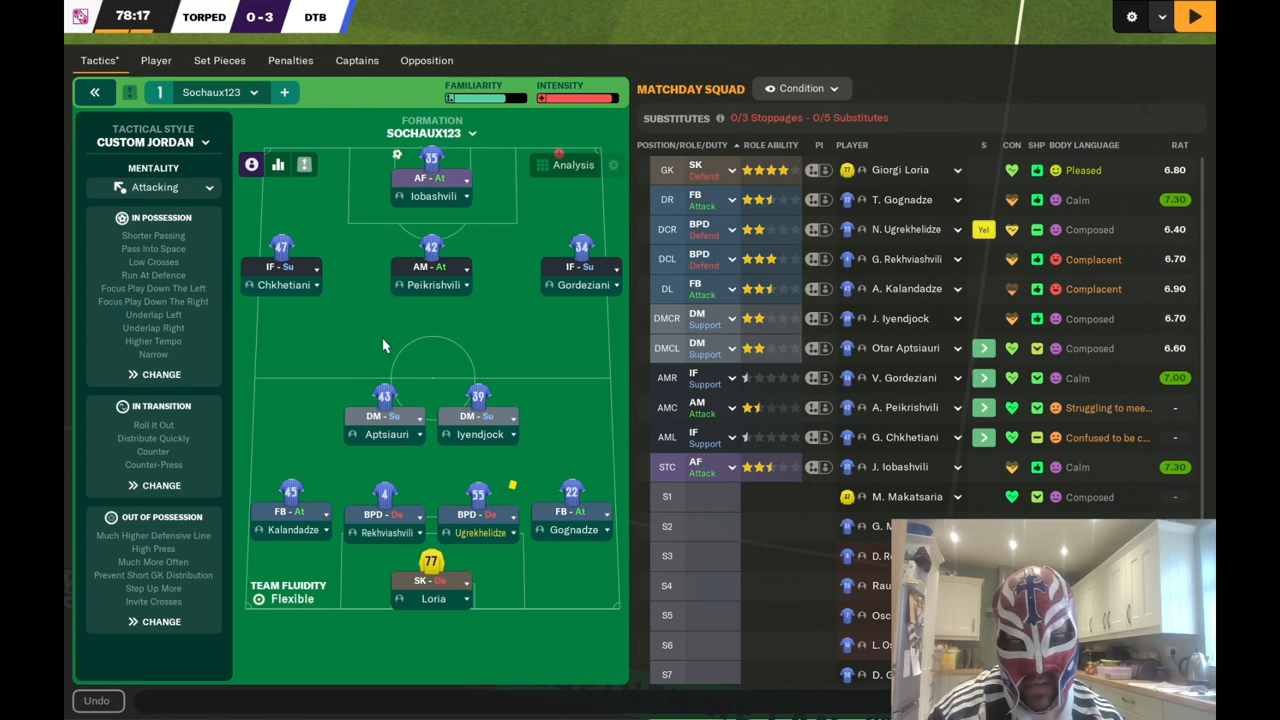 78:17 TORPED 0 - 3 DTB
Tactics* Player Set Pieces Penalties Captains Opposition
1 Sochaux123
FAMILIARITY INTENSITY
TACTICAL STYLE
CUSTOM JORDAN
MENTALITY
Attacking
IN POSSESSION
Shorter Passing
Pass Into Space
Low Crosses
Run At Defence
Focus Play Down The Left
Focus Play Down The Right
Underlap Left
Underlap Right
Higher Tempo
Narrow
CHANGE
IN TRANSITION
Roll It Out
Distribute Quickly
Counter
Counter-Press
CHANGE
OUT OF POSSESSION
Much Higher Defensive Line
High Press
Much More Often
Prevent Short GK Distribution
Step Up More
Invite Crosses
CHANGE
FORMATION
SOCHAUX123
Analysis
35
AF - At
Iobashvili
47 42 34
IF - Su AM - At IF - Su
Chkhetiani Peikrishvili Gordeziani
43 39
DM - Su DM - Su
Aptsiauri Iyendjock
45 4 55 22
FB - At BPD - De BPD - De FB - At
Kalandadze Rekhviashvili Ugrekhelidze Gognadze
77
SK - De
Loria
TEAM FLUIDITY
Flexible
MATCHDAY SQUAD Condition
SUBSTITUTES 0/3 Stoppages - 0/5 Substitutes
POSITION/ROLE/DUTY ROLE ABILITY PI PLAYER S CON SHP BODY LANGUAGE RAT
GK SK Defend 77 Giorgi Loria Pleased 6.80
DR FB Attack T. Gognadze Calm 7.30
DCR BPD Defend N. Ugrekhelidze Yel Composed 6.40
DCL BPD Defend G. Rekhviashvili Complacent 6.70
DL FB Attack A. Kalandadze Complacent 6.90
DMCR DM Support J. Iyendjock Composed 6.70
DMCL DM Support Otar Aptsiauri Composed 6.60
AMR IF Support V. Gordeziani Calm 7.00
AMC AM Attack A. Peikrishvili Struggling to mee... -
AML IF Support G. Chkhetiani Confused to be c... -
STC AF Attack J. Iobashvili Calm 7.30
S1 M. Makatsaria Composed -
S2 G. M
S3 D. R
S4 Rau
S5 Osc
S6 L. Os
S7 D. G
Undo